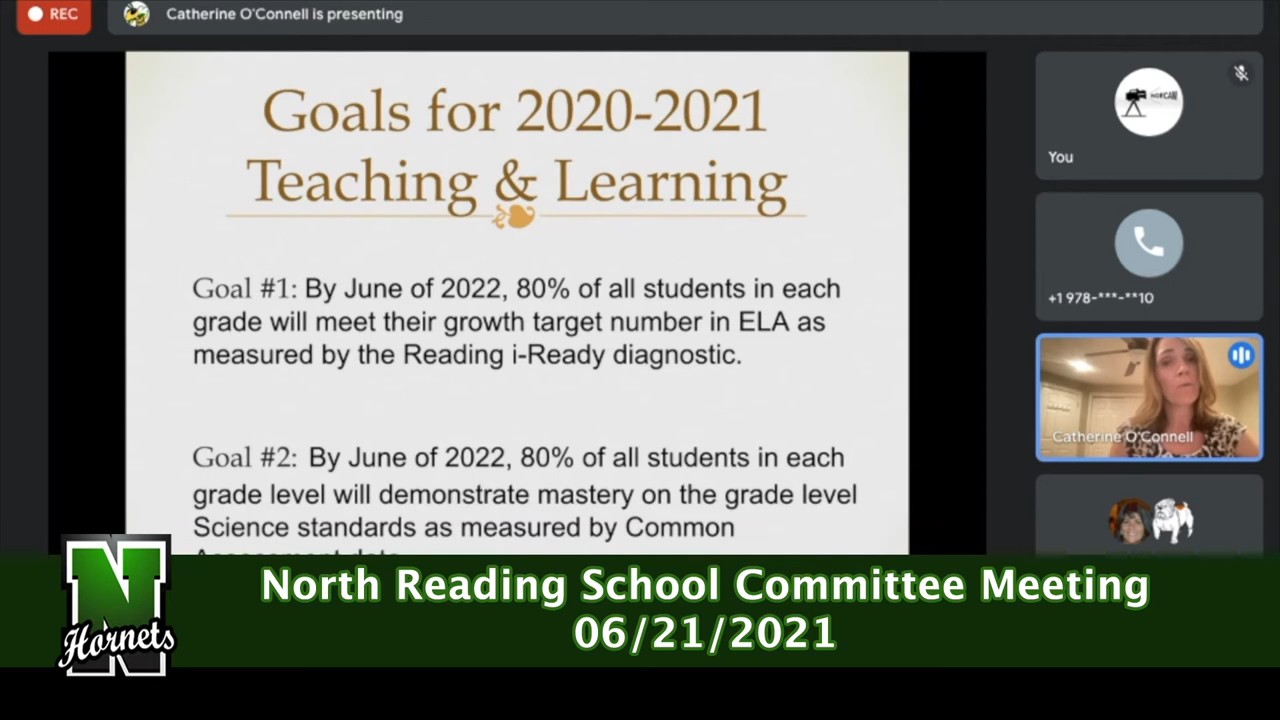 REC
Catherine O'Connell is presenting
Goals for 2020-2021
Teaching & Learning
Goal #1: By June of 2022, 80% of all students in each
grade will meet their growth target number in ELA as
measured by the Reading i-Ready diagnostic.
Goal #2: By June of 2022, 80% of all students in each
grade level will demonstrate mastery on the grade level
Science standards as measured by Common
NORCAM
You
+1 978-***-**10
Catherine O'Connell
N
Hornets
North Reading School Committee Meeting
06/21/2021